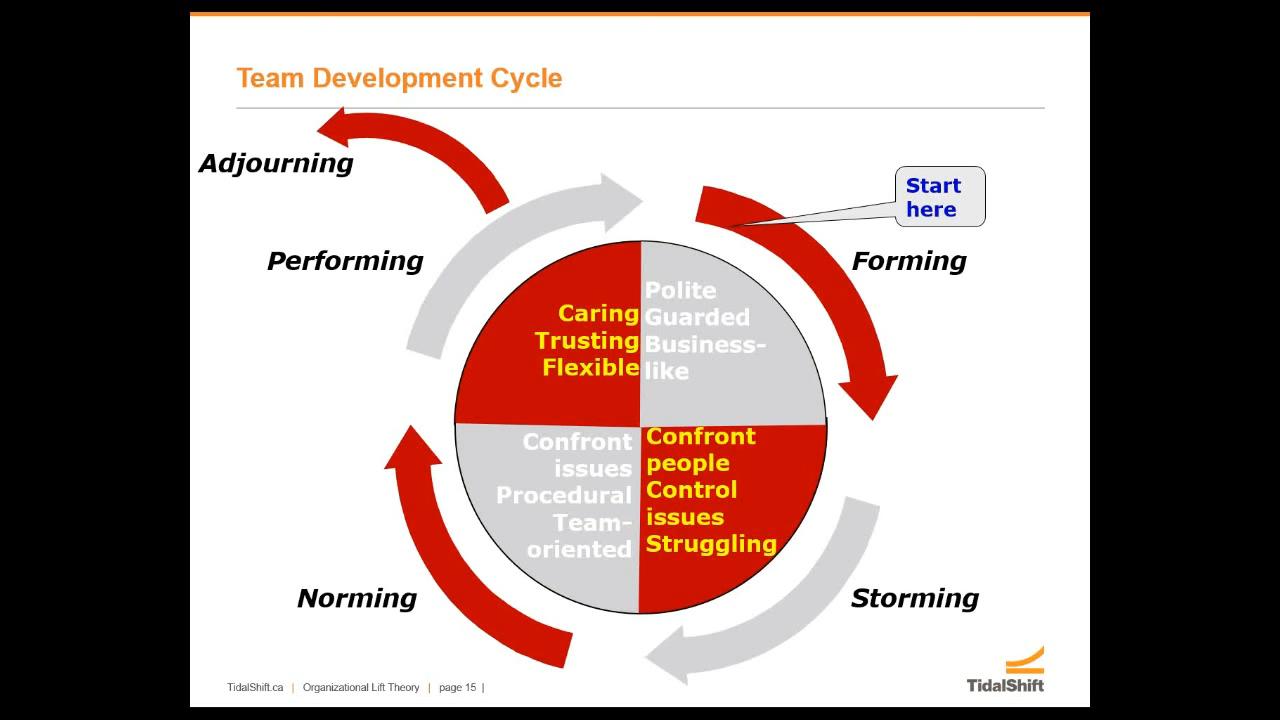 Team Development Cycle
Adjourning
Start
here
Performing
Forming
Caring
Trusting
Flexible
Polite
Guarded
Business-
like
Confront
issues
Procedural
Team-
oriented
Confront
people
Control
issues
Struggling
Norming
Storming
TidalShift.ca | Organizational Lift Theory | page 15 |
TidalShift